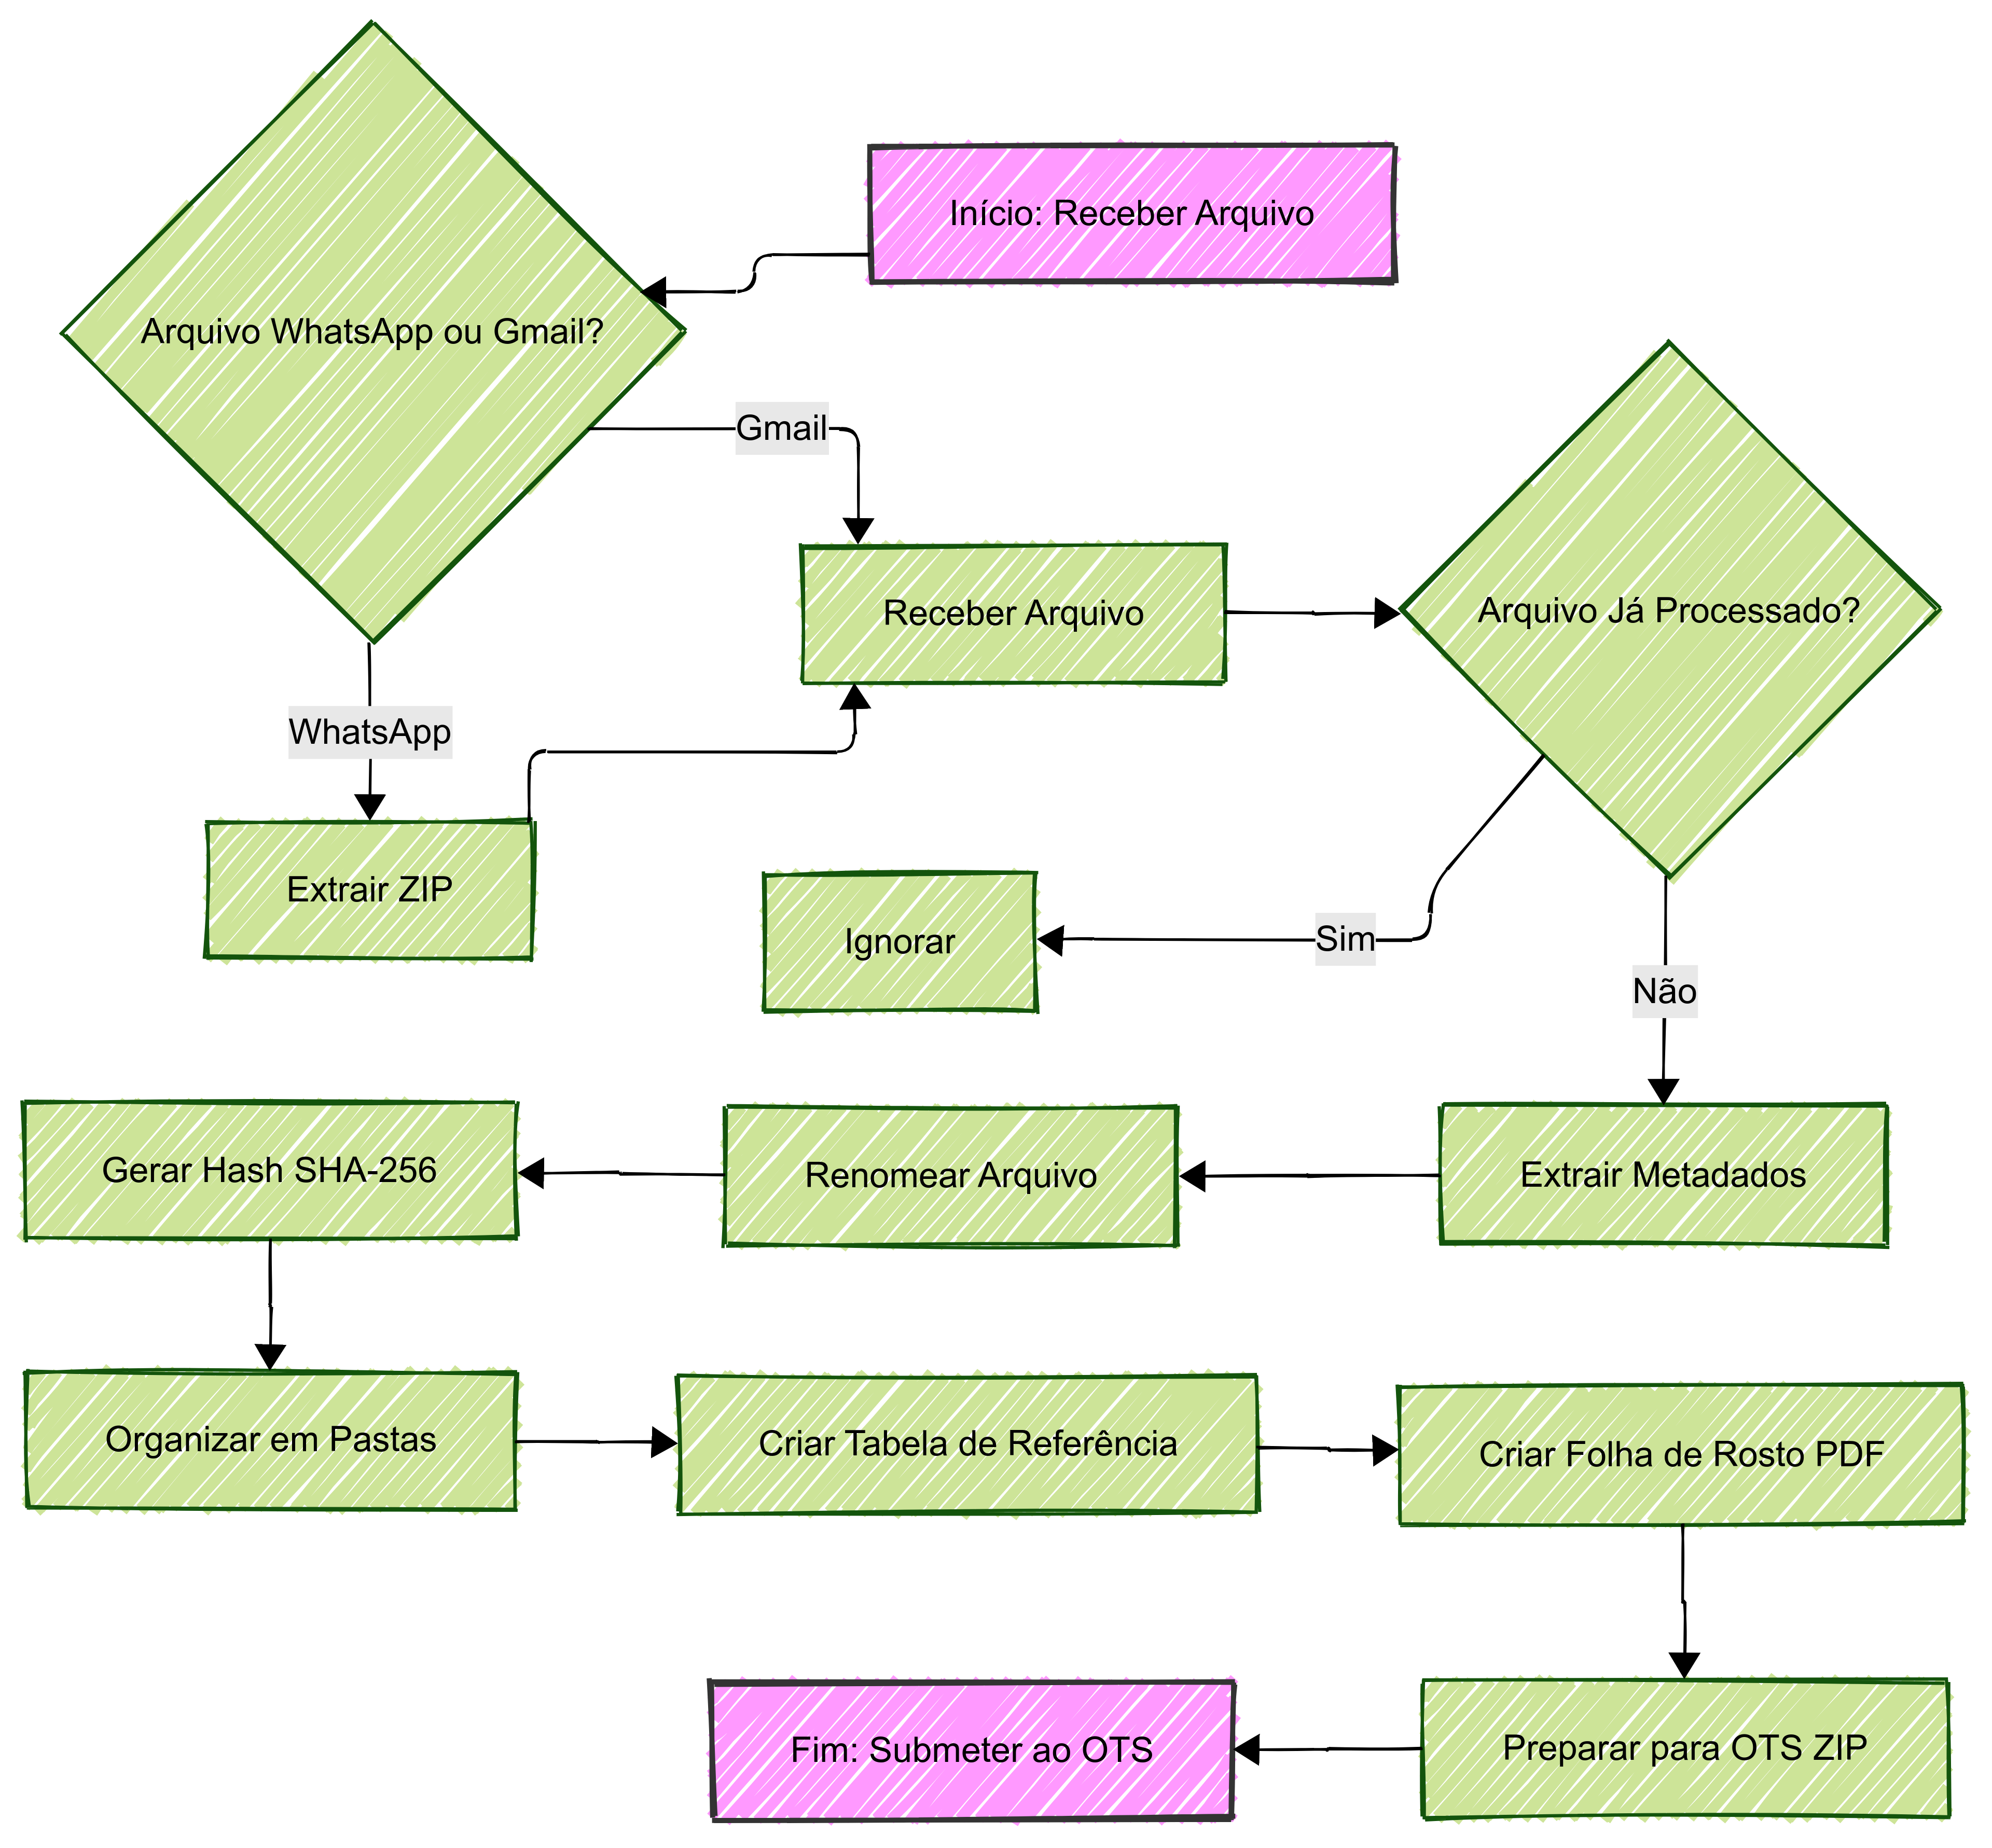 Início: Receber Arquivo
Arquivo WhatsApp ou Gmail?
Gmail
Receber Arquivo
Arquivo Já Processado?
WhatsApp
Extrair ZIP
Ignorar
Sim
Não
Gerar Hash SHA-256
Renomear Arquivo
Extrair Metadados
Organizar em Pastas
Criar Tabela de Referência
Criar Folha de Rosto PDF
Fim: Submeter ao OTS
Preparar para OTS ZIP